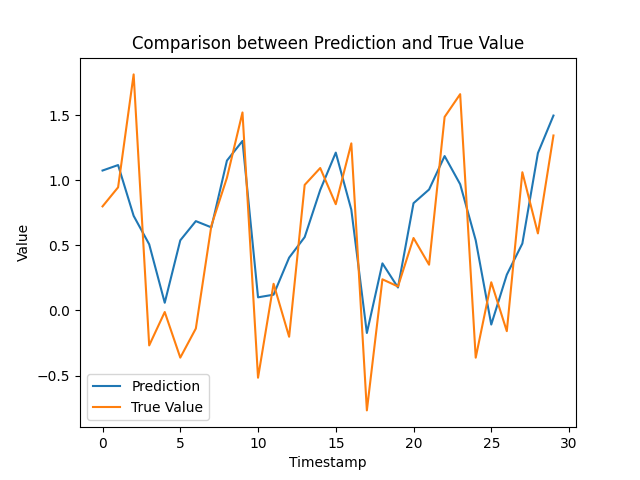 Comparison between Prediction and True Value
Value
1.5
1.0
0.5
0.0
−0.5
Prediction
True Value
0 5 10 15 20 25 30
Timestamp